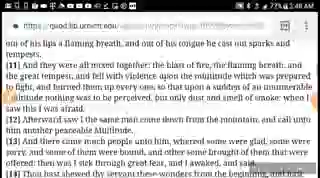 72% 2:48 AM
https://quod.lib.umich.edu
out of his lips a flaming breath, and out of his tongue he cast out sparks and
tempests.
[11] And they were all mixed together; the blast of fire, the flaming breath, and
the great tempest; and fell with violence upon the multitude which was prepared
to fight, and burned them up every one, so that upon a sudden of an innumerable
multitude nothing was to be perceived, but only dust and smell of smoke: when I
saw this I was afraid.
[12] Afterward saw I the same man come down from the mountain, and call unto
him another peaceable Multitude.
[13] And there came much people unto him, whereof some were glad, some were
sorry, and some of them were bound, and other some brought of them that were
offered: then was I sick through great fear, and I awaked, and said,
[14] Thou hast shewed thy servant these wonders from the beginning, and hast